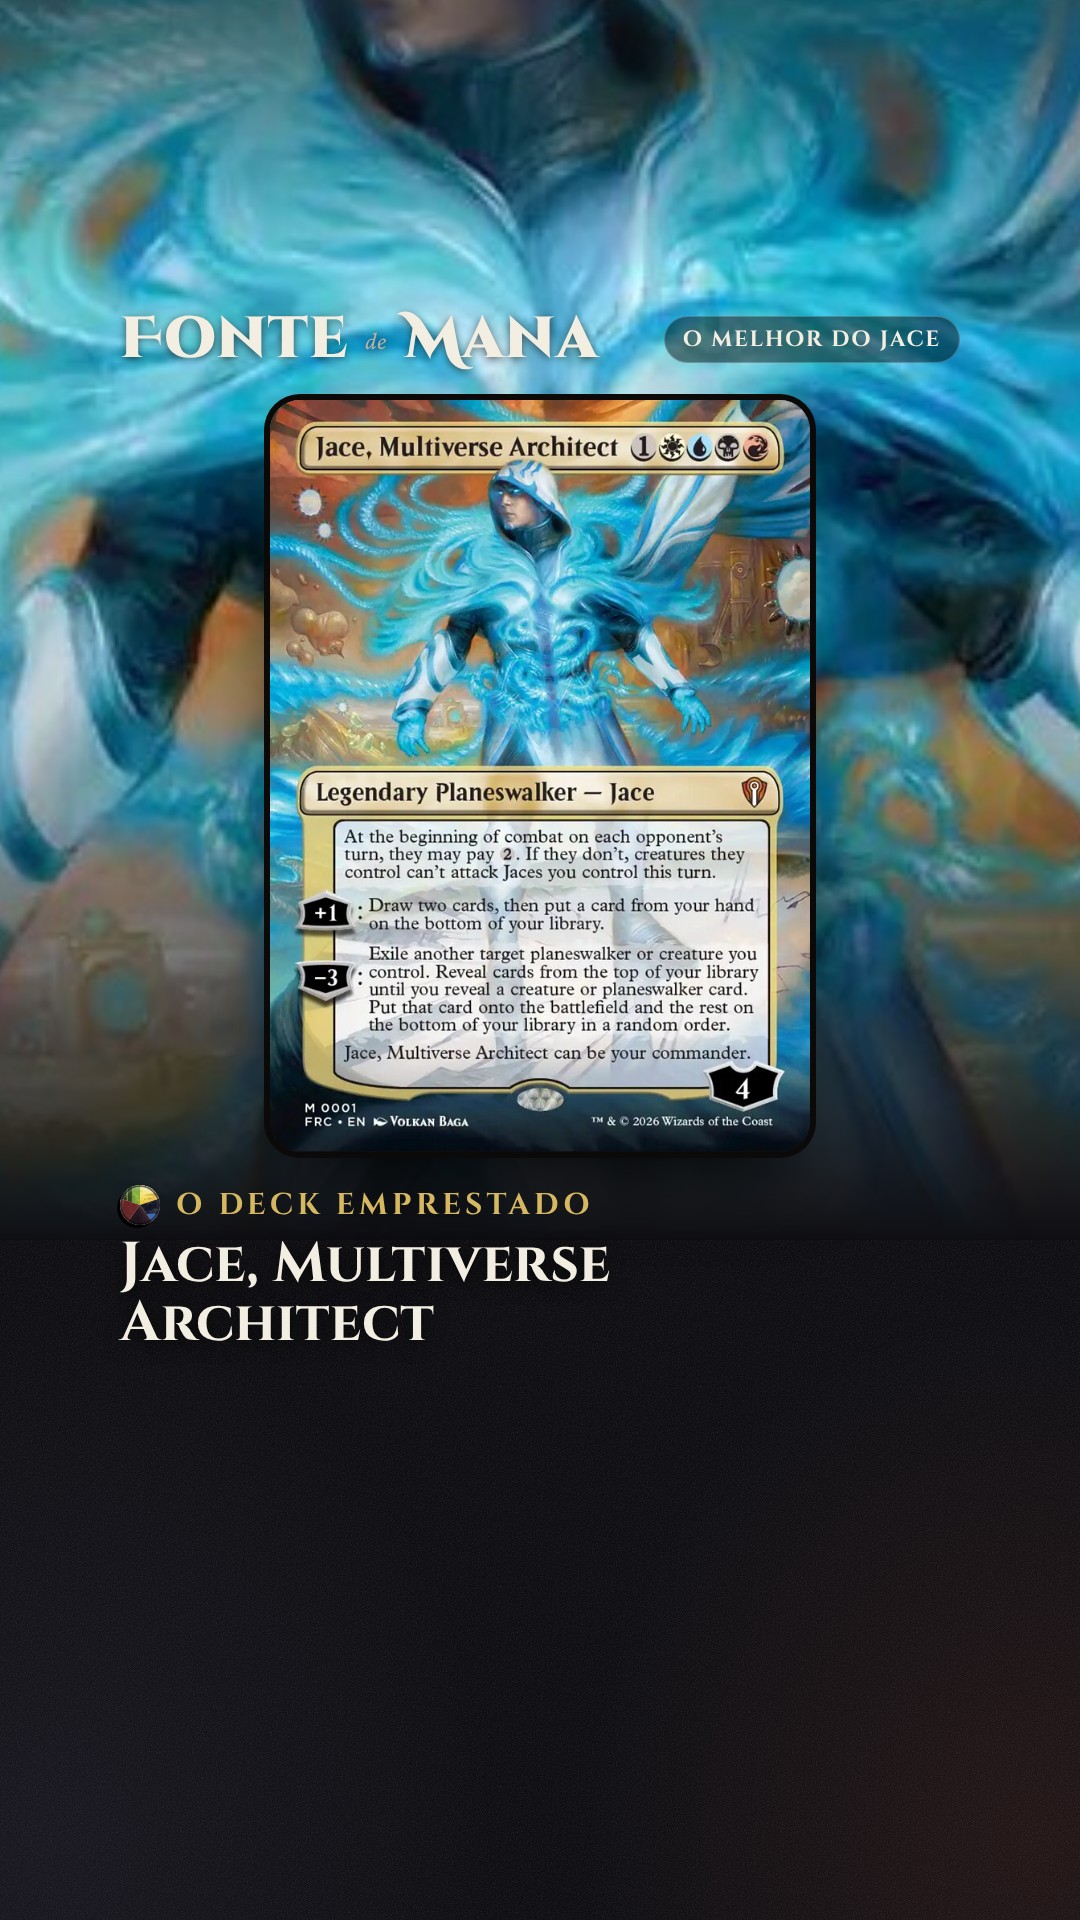 FONTE de MANA
O MELHOR DO JACE
Jace, Multiverse Architect 1
Legendary Planeswalker — Jace
At the beginning of combat on each opponent's
turn, they may pay 2. If they don't, creatures they
control can't attack Jaces you control this turn.
+1: Draw two cards, then put a card from your hand
on the bottom of your library.
Exile another target planeswalker or creature you
−3: control. Reveal cards from the top of your library
until you reveal a creature or planeswalker card.
Put that card onto the battlefield and the rest on
the bottom of your library in a random order.
Jace, Multiverse Architect can be your commander.
4
M 0001
FRC • EN VOLKAN BAGA
™ & © 2026 Wizards of the Coast
O DECK EMPRESTADO
JACE, MULTIVERSE
ARCHITECT